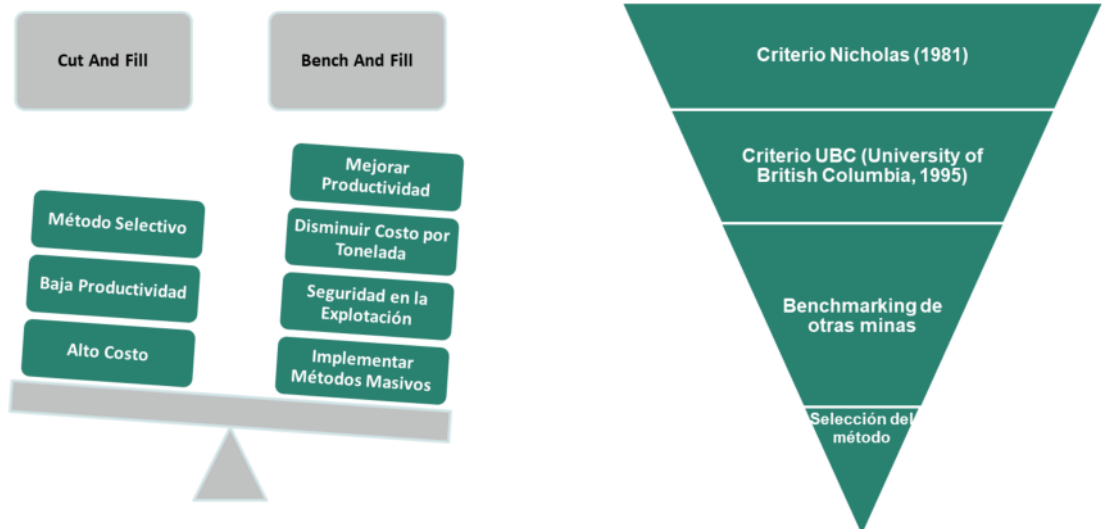 Cut And Fill
Bench And Fill
Método Selectivo
Baja Productividad
Alto Costo
Mejorar
Productividad
Disminuir Costo por
Tonelada
Seguridad en la
Explotación
Implementar
Métodos Masivos
Criterio Nicholas (1981)
Criterio UBC (University of
British Columbia, 1995)
Benchmarking de
otras minas
Selección del
método